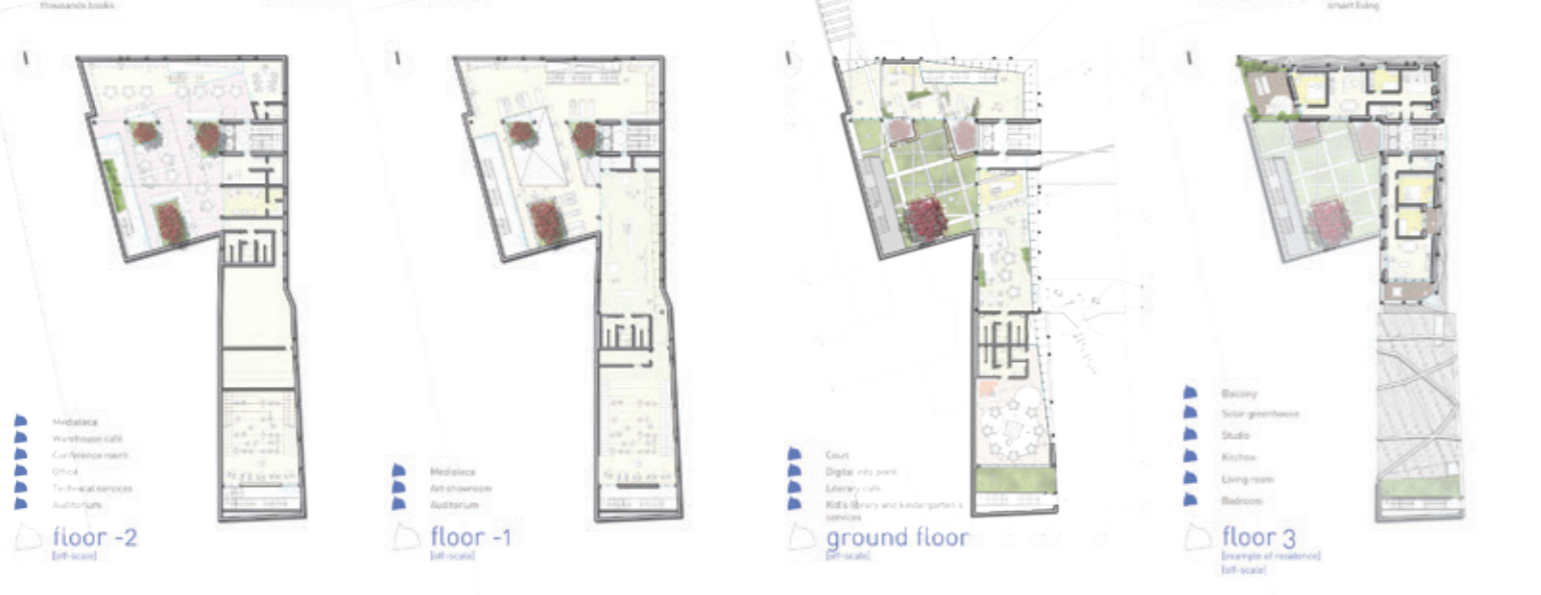 thousands books
smart living
Mediateca
Warehouse café
Conference room
Office
Technical services
Auditorium
floor -2
[off-scale]
Mediateca
Art showroom
Auditorium
floor -1
[off-scale]
Court
Digital info point
Literary café
Kid's library and kindergarten's
services
ground floor
[off-scale]
Balcony
Solar greenhouse
Studio
Kitchen
Living room
Bedroom
floor 3
[example of residence]
[off-scale]